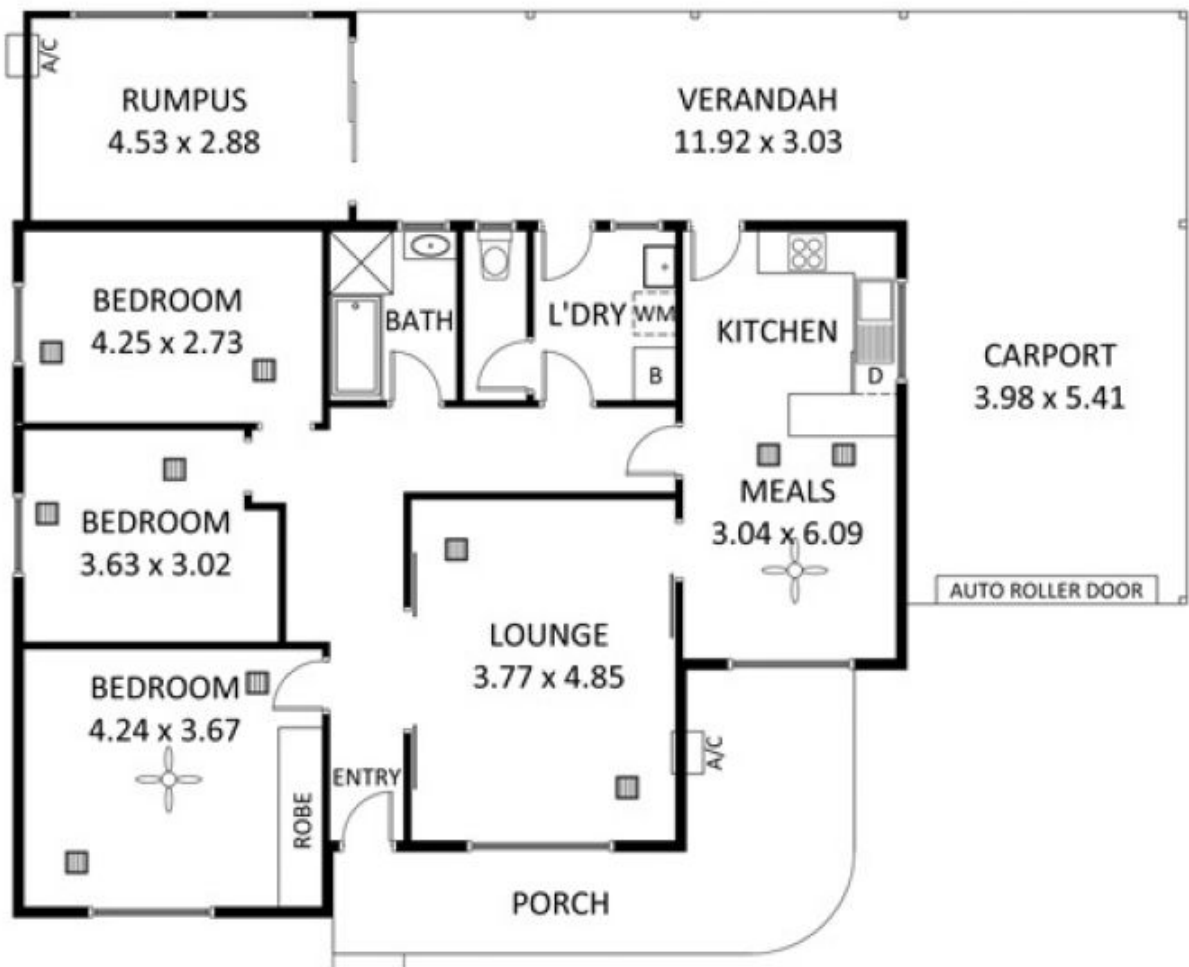 A/C
RUMPUS
4.53 x 2.88
VERANDAH
11.92 x 3.03
BEDROOM
4.25 x 2.73
BATH
L'DRY
WM
B
KITCHEN
D
CARPORT
3.98 x 5.41
BEDROOM
3.63 x 3.02
MEALS
3.04 x 6.09
AUTO ROLLER DOOR
LOUNGE
3.77 x 4.85
BEDROOM
4.24 x 3.67
ROBE
ENTRY
A/C
PORCH